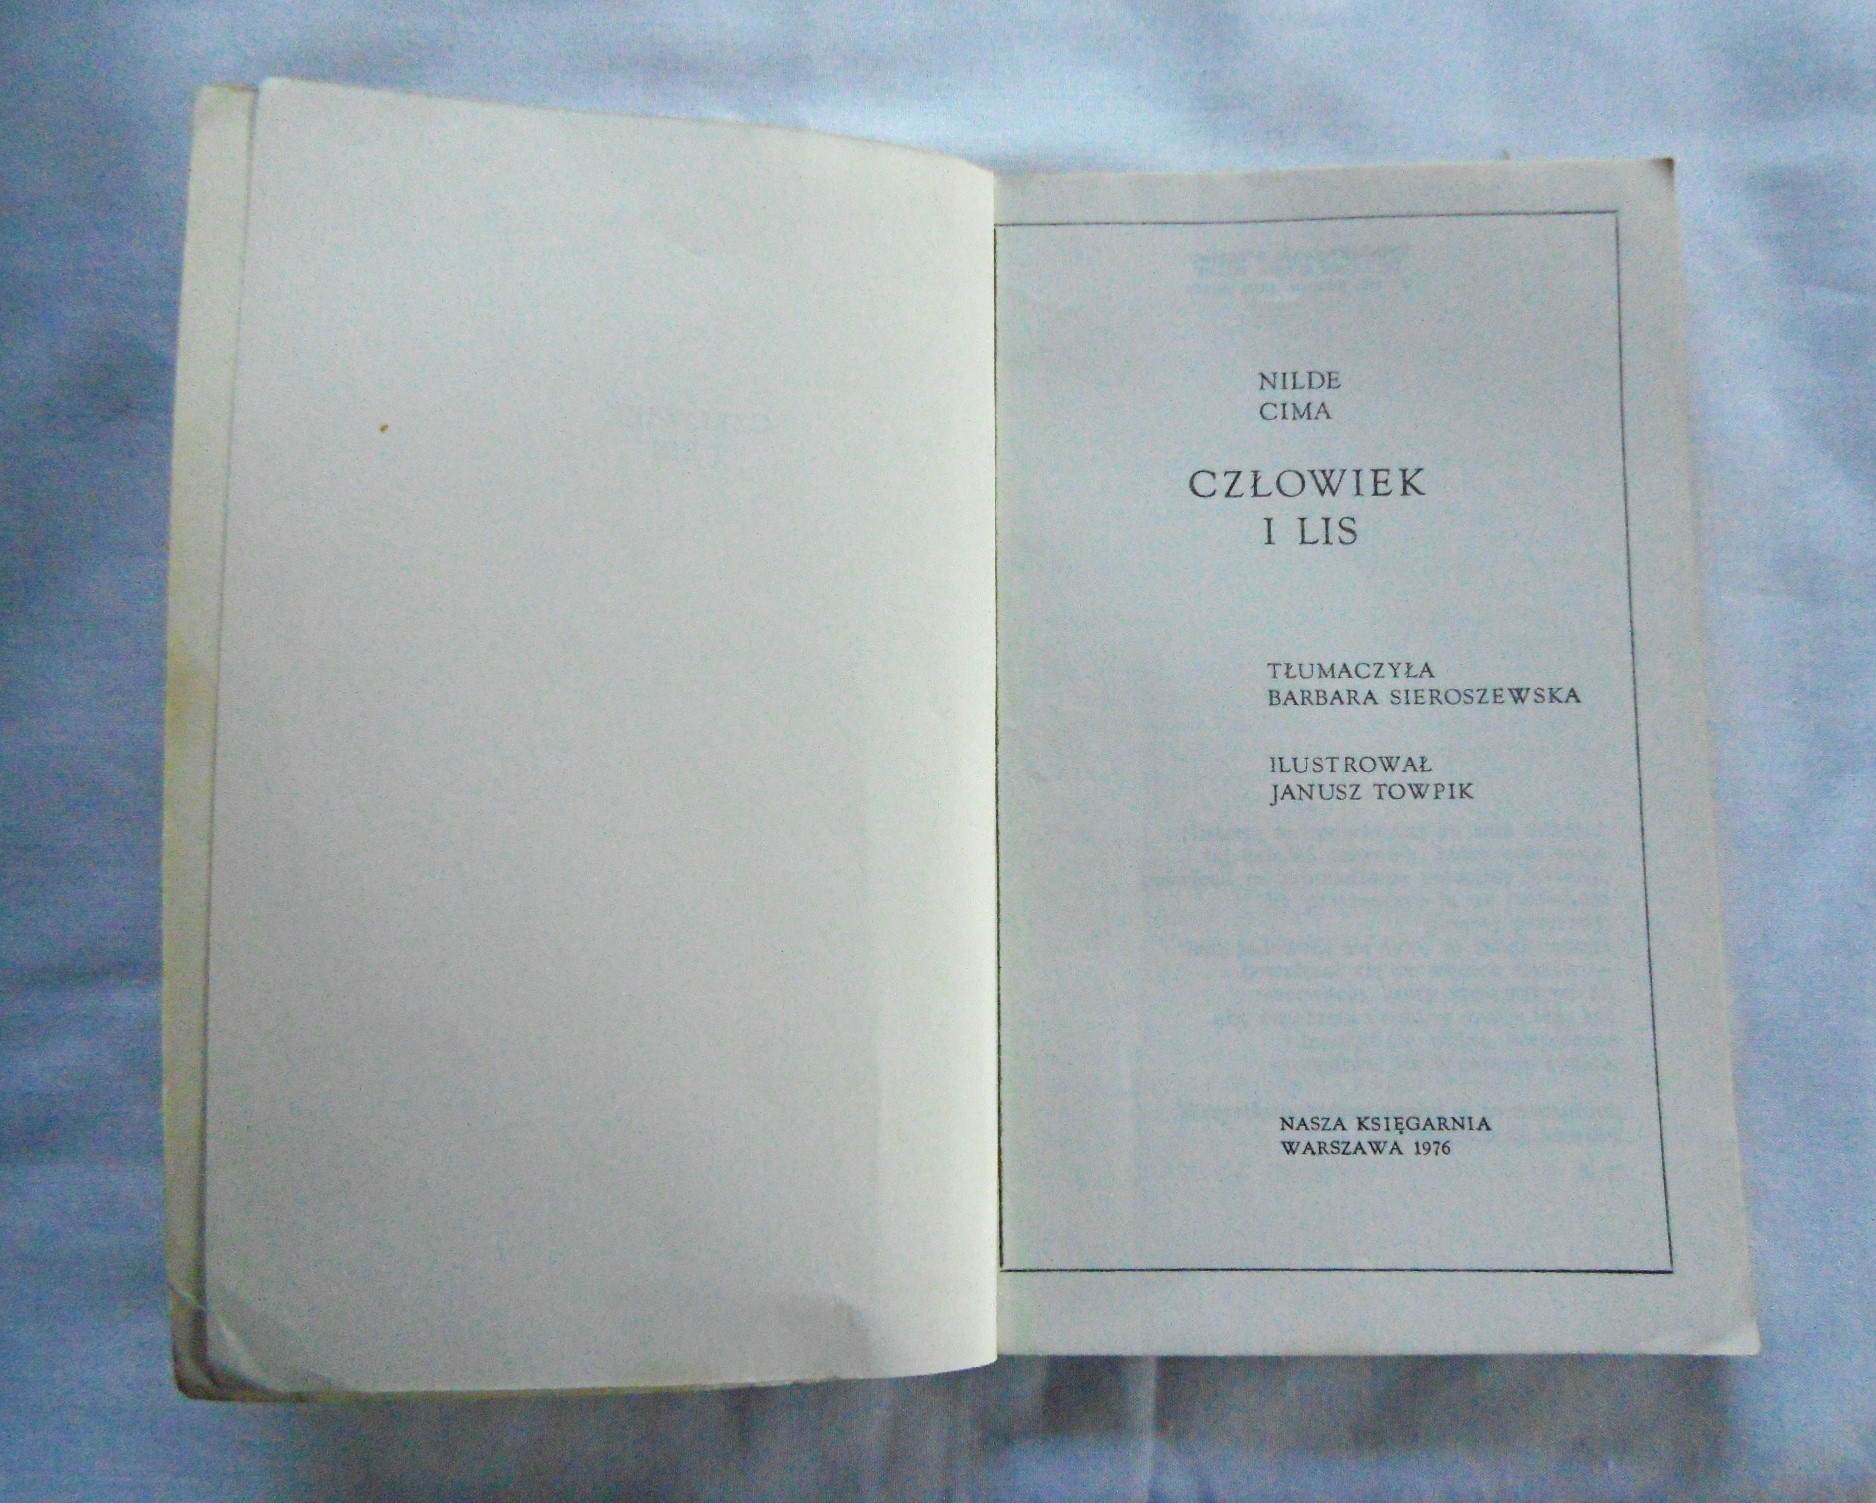 NILDE
CIMA
CZŁOWIEK
I LIS
TŁUMACZYŁA
BARBARA SIEROSZEWSKA
ILUSTROWAŁ
JANUSZ TOWPIK
NASZA KSIĘGARNIA
WARSZAWA 1976